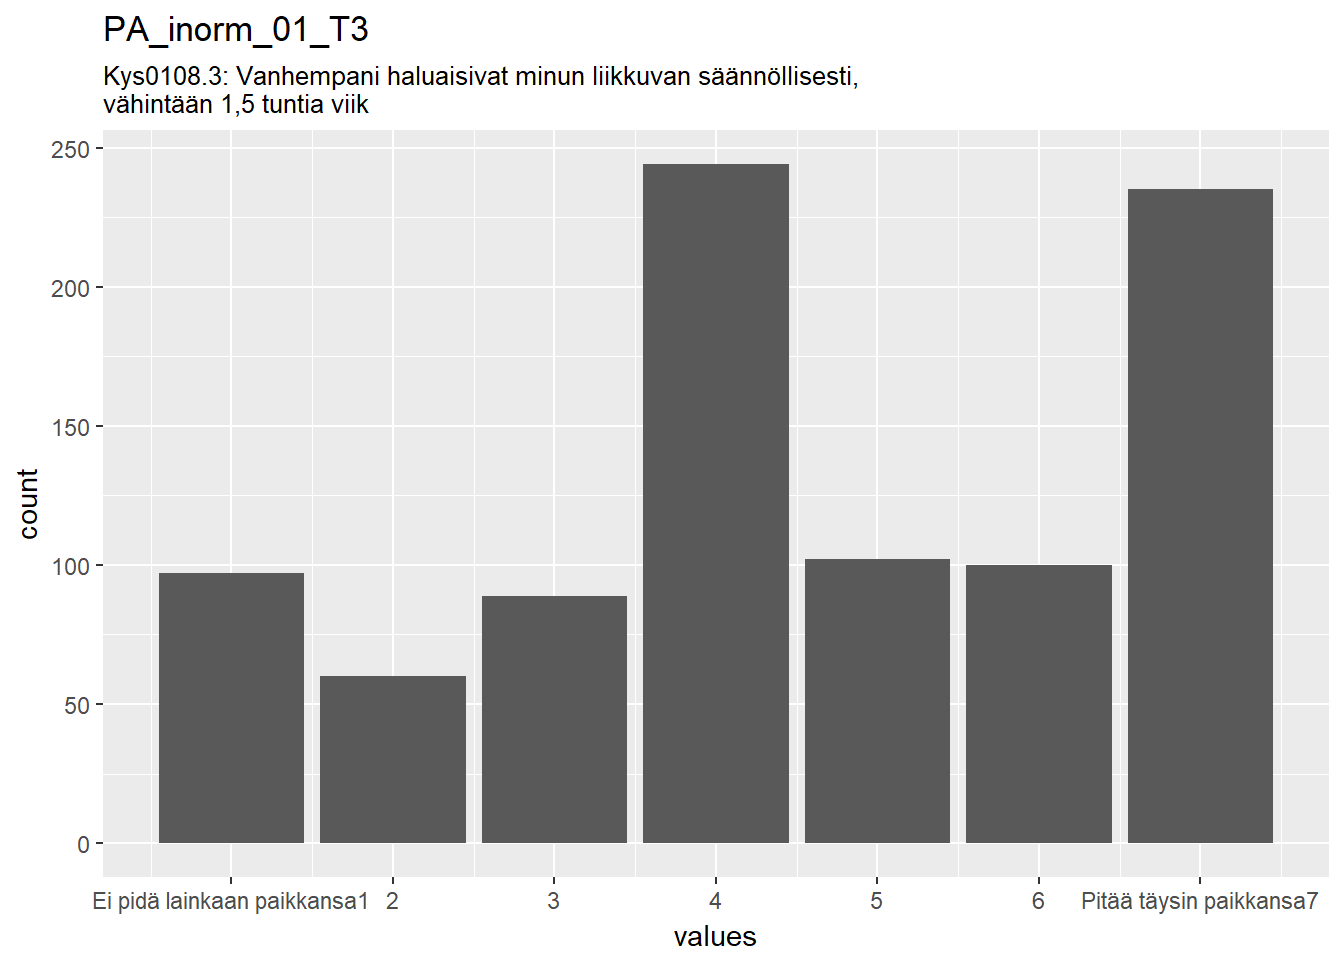 PA_inorm_01_T3
Kys0108.3: Vanhempani haluaisivat minun liikkuvan säännöllisesti,
vähintään 1,5 tuntia viik
250
200
150
100
50
0
count
Ei pidä lainkaan paikkansa1 2 3 4 5 6 Pitää täysin paikkansa7
values